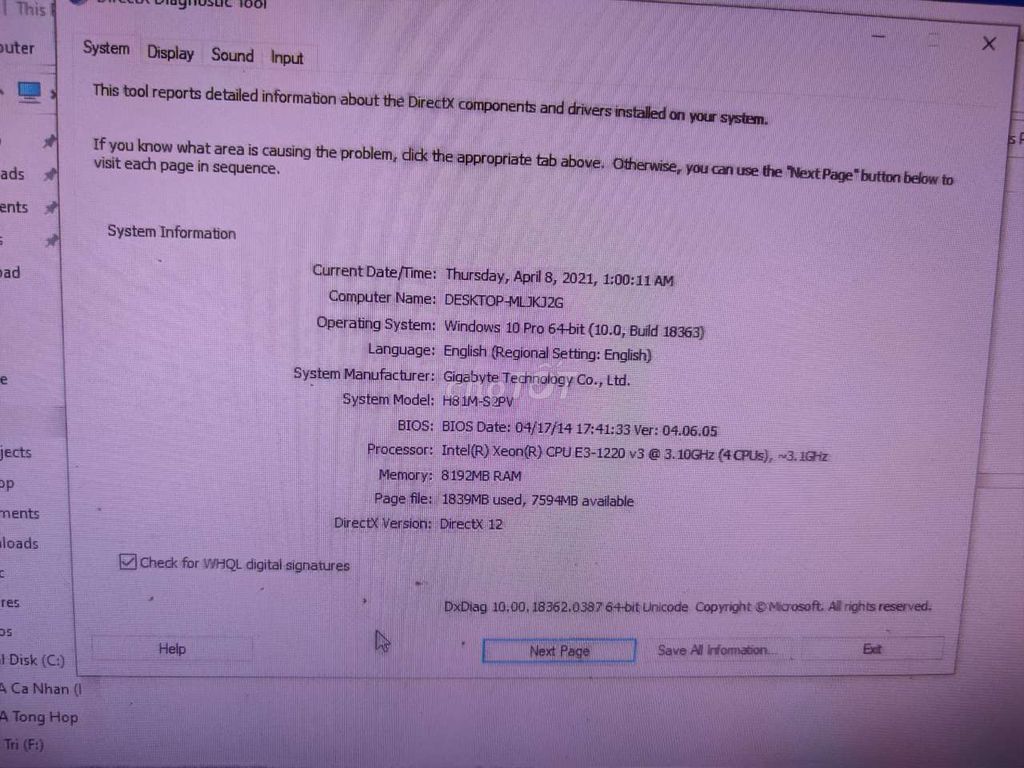 This
DirectX Diagnostic Tool
System Display Sound Input
This tool reports detailed information about the DirectX components and drivers installed on your system.
If you know what area is causing the problem, click the appropriate tab above. Otherwise, you can use the "Next Page" button below to
visit each page in sequence.
System Information
Current Date/Time: Thursday, April 8, 2021, 1:00:11 AM
Computer Name: DESKTOP-MLJKJ2G
Operating System: Windows 10 Pro 64-bit (10.0, Build 18363)
Language: English (Regional Setting: English)
System Manufacturer: Gigabyte Technology Co., Ltd.
System Model: H81M-S2PV
BIOS: BIOS Date: 04/17/14 17:41:33 Ver: 04.06.05
Processor: Intel(R) Xeon(R) CPU E3-1220 v3 @ 3.10GHz (4 CPUs), ~3.1GHz
Memory: 8192MB RAM
Page file: 1839MB used, 7594MB available
DirectX Version: DirectX 12
Check for WHQL digital signatures
DxDiag 10.00.18362.0387 64-bit Unicode Copyright © Microsoft. All rights reserved.
Help Next Page Save All Information... Exit
uter
ads
ents
s
oad
e
jects
op
ments
loads
c
res
os
l Disk (C:)
A Ca Nhan (
A Tong Hop
Tri (F:)
chợTỐT